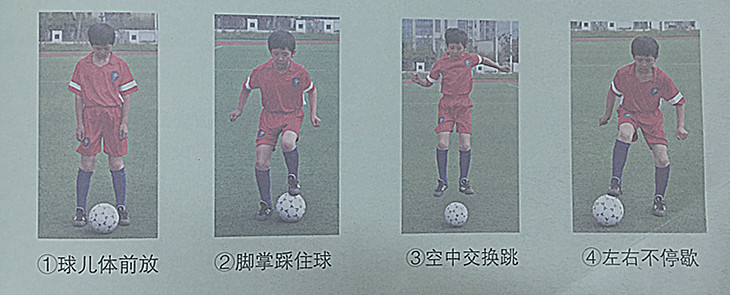 ①球儿体前放
②脚掌踩住球
③空中交换跳
④左右不停歇